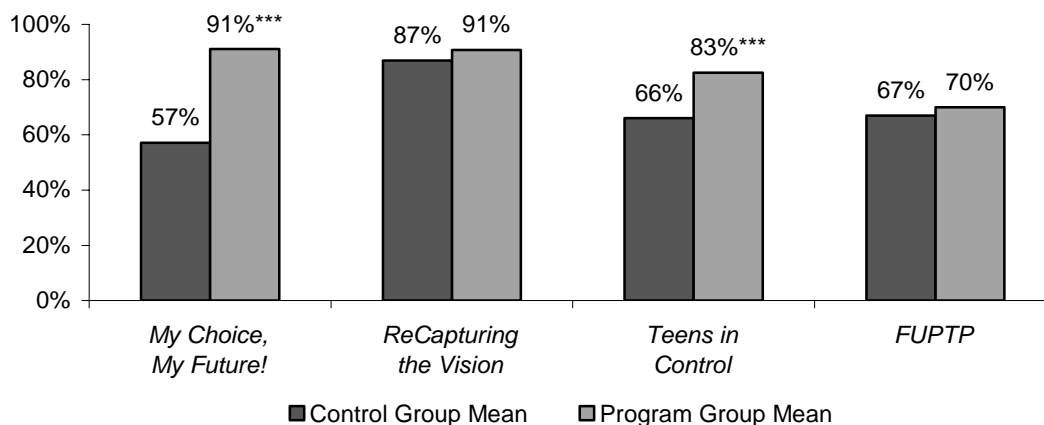 100%
80%
60%
40%
20%
0%
57%
91%***
87%
91%
66%
83%***
67%
70%
My Choice,
My Future!
ReCapturing
the Vision
Teens in
Control
FUPTP
Control Group Mean
Program Group Mean